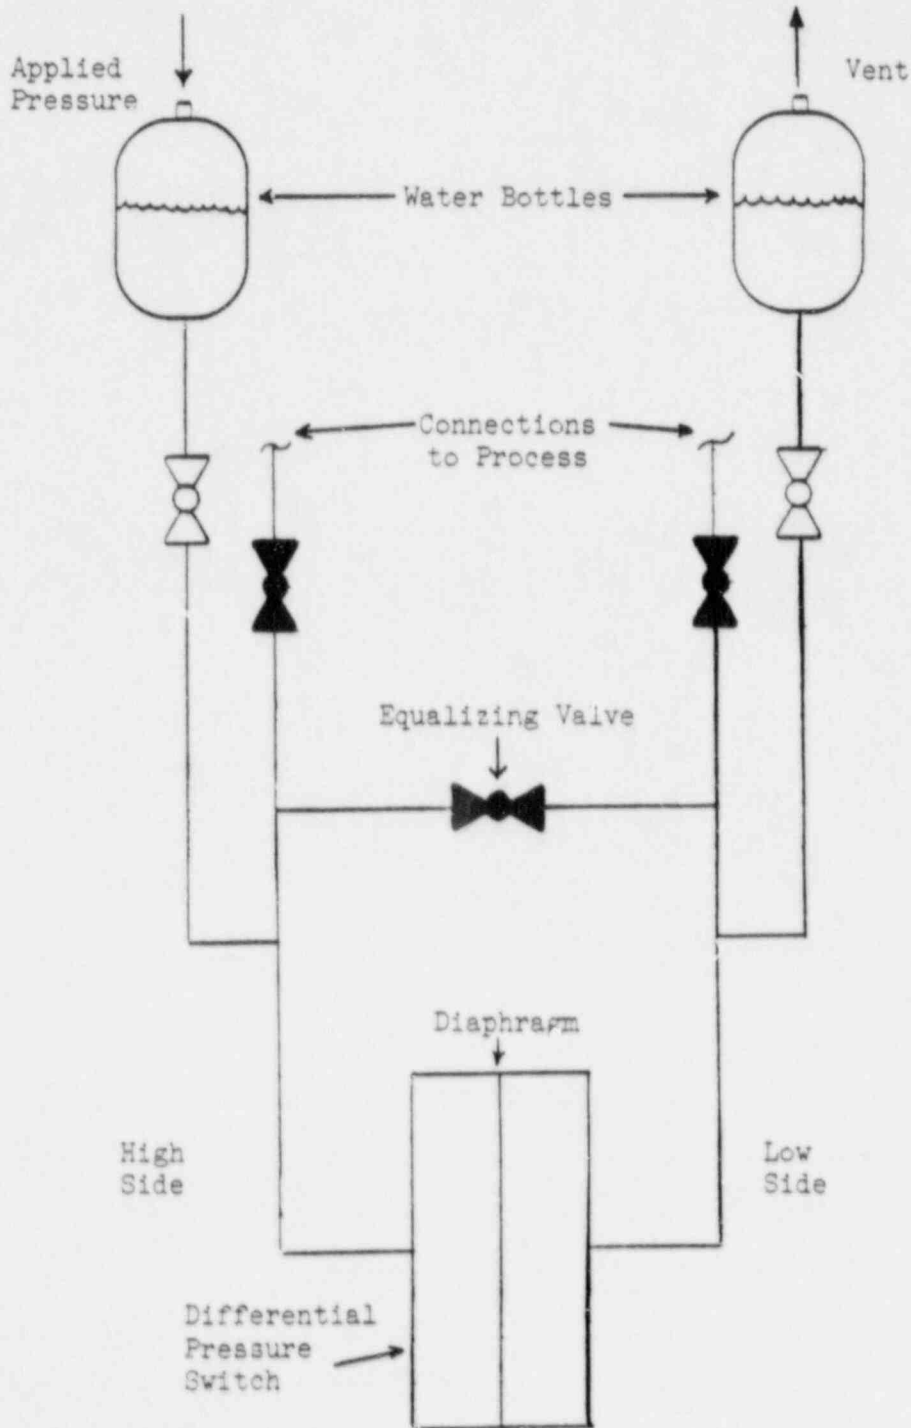 Applied
Pressure
Vent
Water Bottles
Connections
to Process
Equalizing Valve
Diaphragm
High
Side
Low
Side
Differential
Pressure
Switch